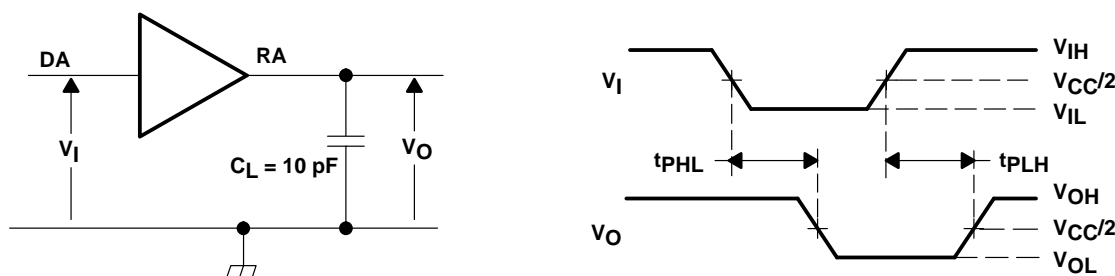 DA
RA
VI
CL = 10 pF
VO
VI
VIH
VCC/2
VIL
tPHL
tPLH
VO
VOH
VCC/2
VOL